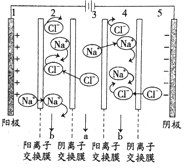 1 2 3 4 5
Cl⁻ Cl⁻
Na⁺ Na⁺
Cl⁻ Na⁺
Cl⁻ Cl⁻
Na⁺ Na⁺ Na⁺ Cl⁻ Cl⁻
阳极 阴极
b a b
阳离子 阴离子 阳离子 阴离子
交换膜 交换膜 交换膜 交换膜